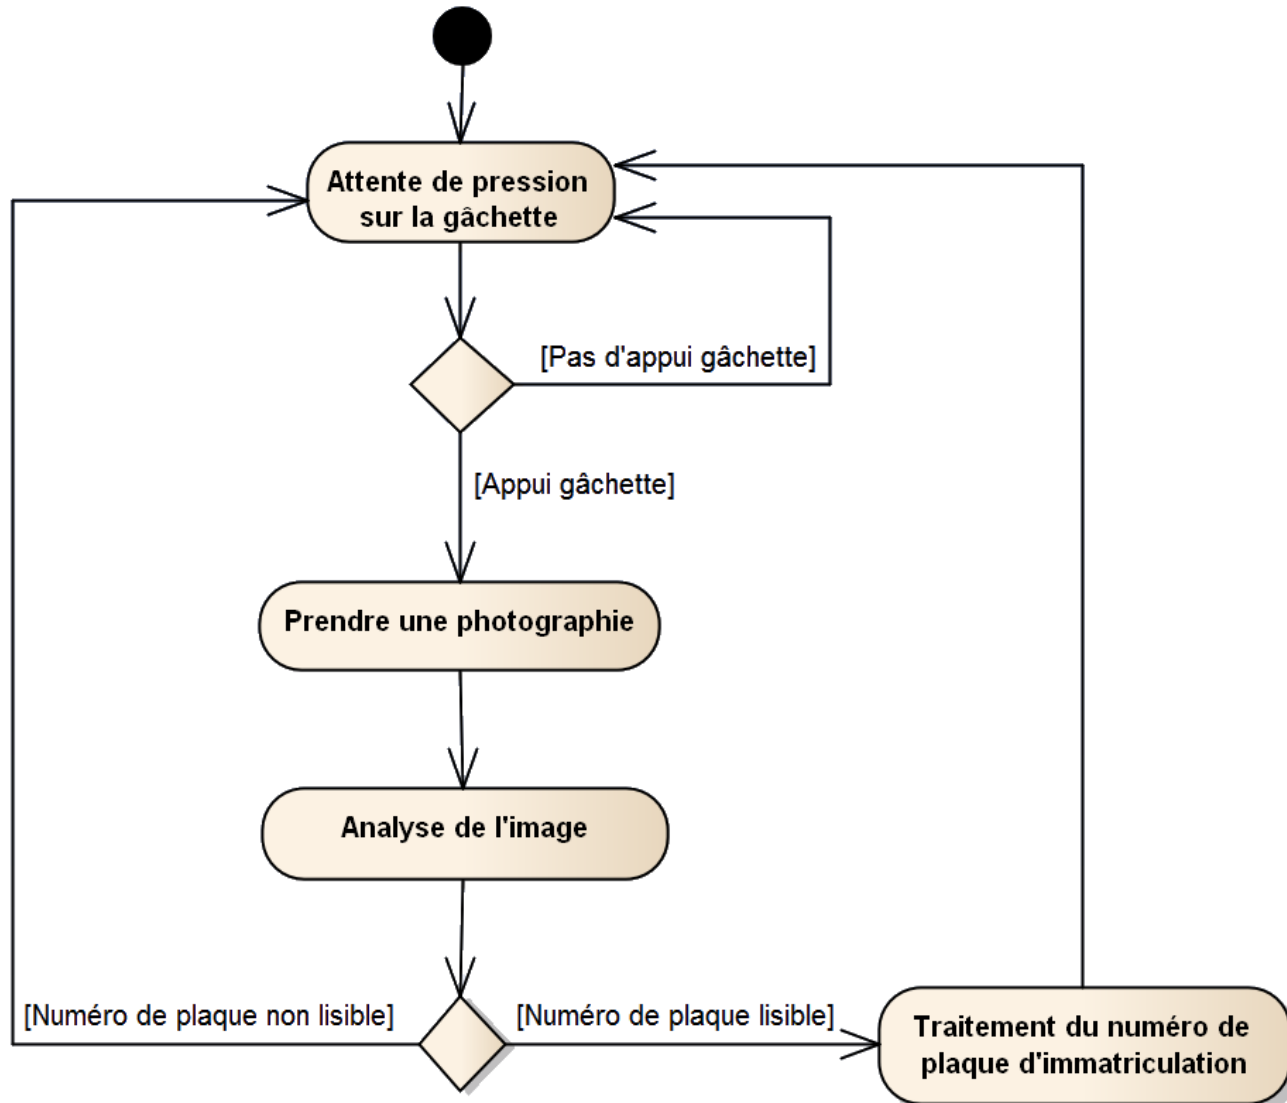 Attente de pression
sur la gâchette
[Pas d'appui gâchette]
[Appui gâchette]
Prendre une photographie
Analyse de l'image
[Numéro de plaque non lisible]
[Numéro de plaque lisible]
Traitement du numéro de
plaque d'immatriculation